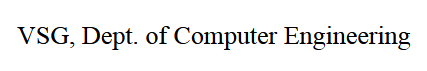 VSG, Dept. of Computer Engineering